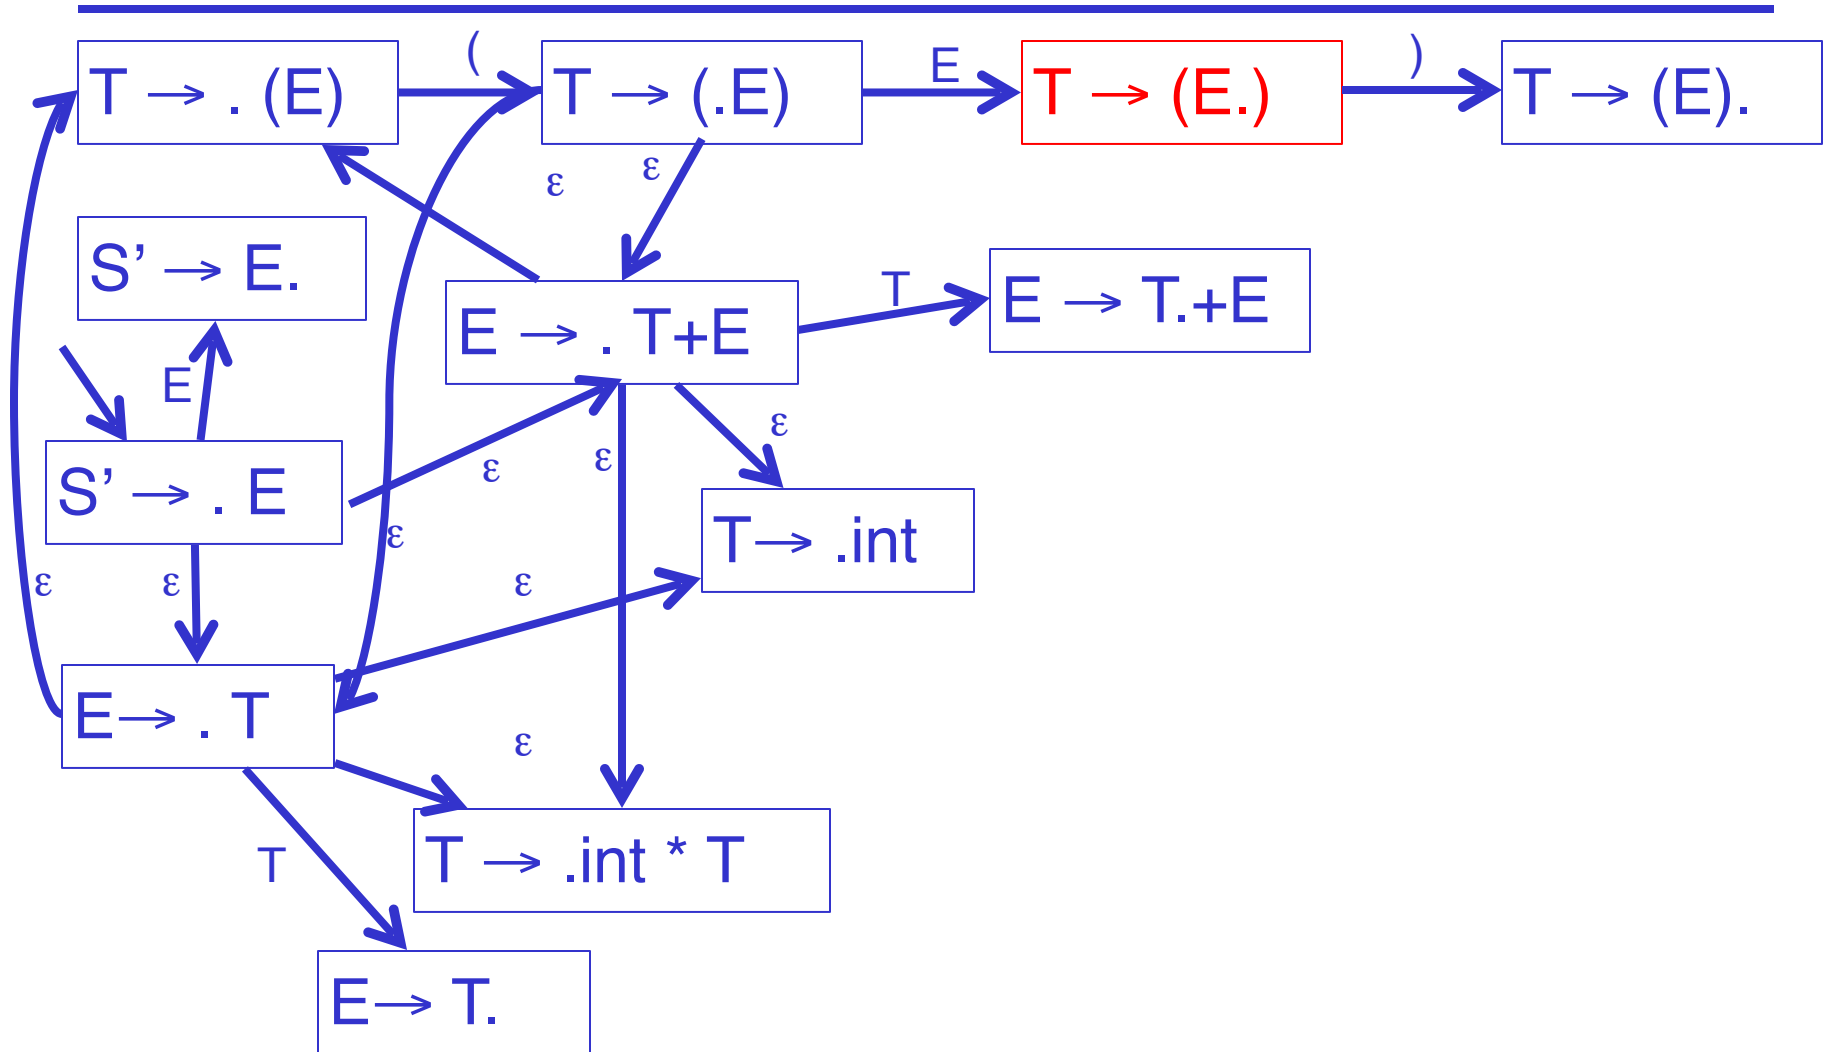 (
E
)
T → . (E)
T → (.E)
T → (E.)
T → (E).
ε
ε
S’ → E.
T
E → T.+E
E → . T+E
E
ε
ε
ε
S’ → . E
ε
T→ .int
ε
ε
ε
E→ . T
ε
T
T → .int * T
E→ T.